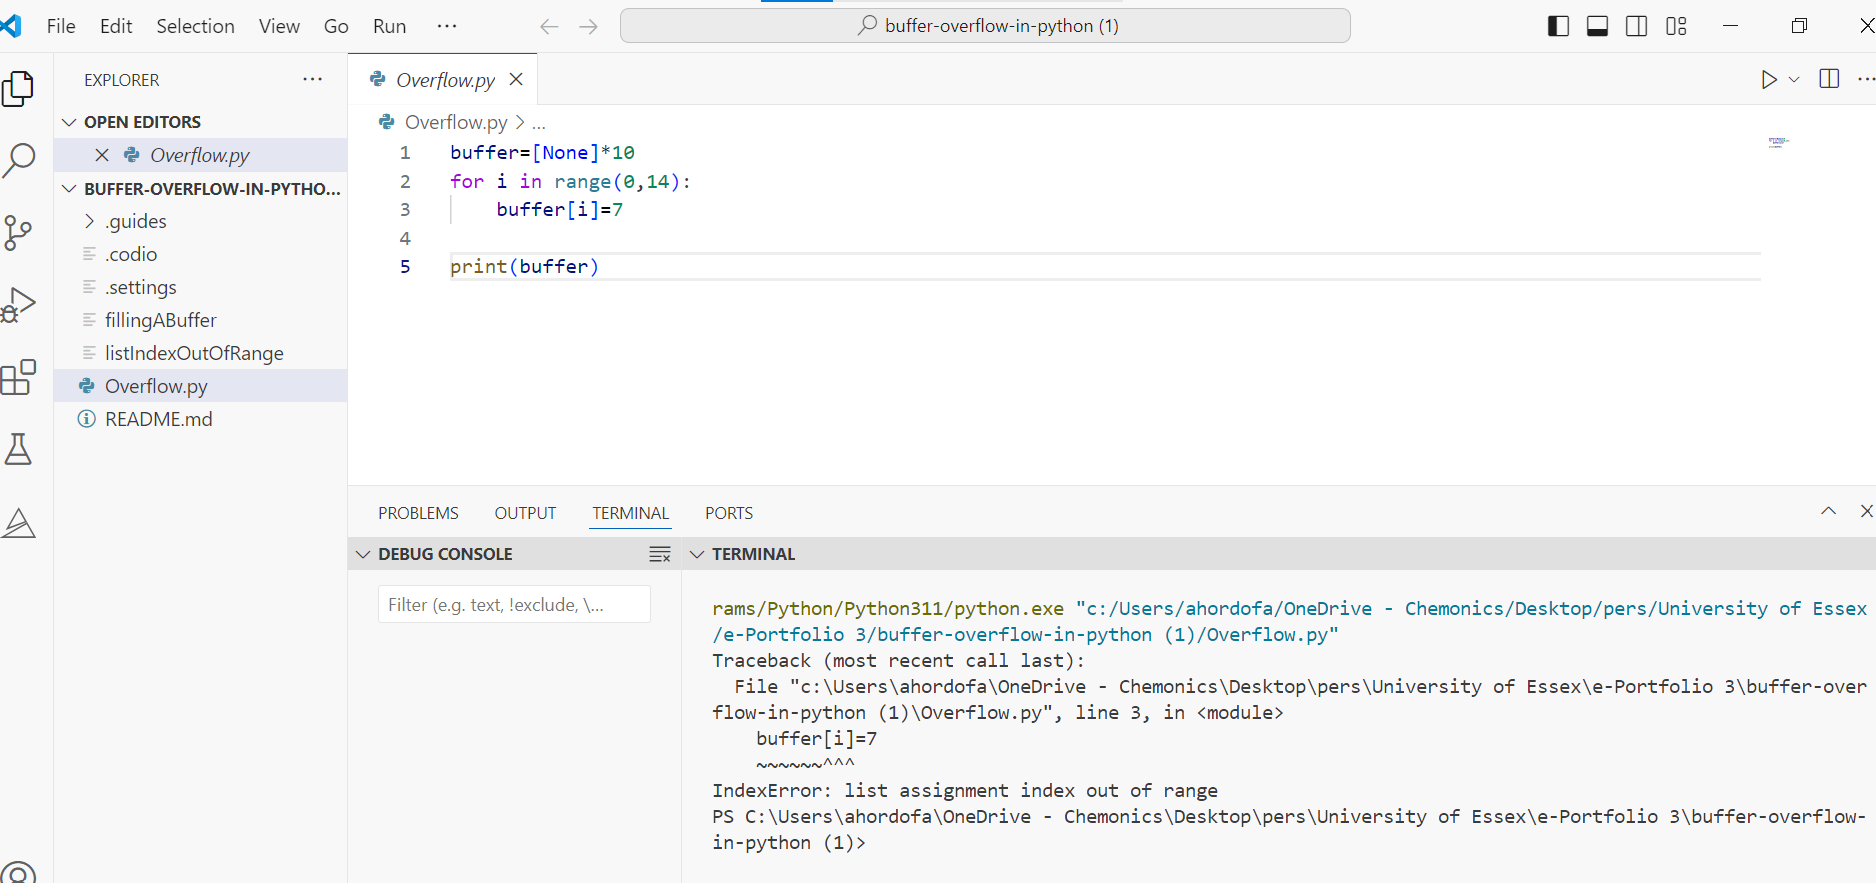 File Edit Selection View Go Run ...
buffer-overflow-in-python (1)
EXPLORER ...
OPEN EDITORS
Overflow.py
BUFFER-OVERFLOW-IN-PYTHO...
.guides
.codio
.settings
fillingABuffer
listIndexOutOfRange
Overflow.py
README.md
Overflow.py
Overflow.py > ...
1 buffer=[None]*10
2 for i in range(0,14):
3     buffer[i]=7
4
5 print(buffer)
PROBLEMS OUTPUT TERMINAL PORTS
DEBUG CONSOLE
Filter (e.g. text, !exclude, \...
TERMINAL
rams/Python/Python311/python.exe "c:/Users/ahordofa/OneDrive - Chemonics/Desktop/pers/University of Essex
/e-Portfolio 3/buffer-overflow-in-python (1)/Overflow.py"
Traceback (most recent call last):
  File "c:\Users\ahordofa\OneDrive - Chemonics\Desktop\pers\University of Essex\e-Portfolio 3\buffer-over
flow-in-python (1)\Overflow.py", line 3, in <module>
    buffer[i]=7
    ~~~~~~^^^
IndexError: list assignment index out of range
PS C:\Users\ahordofa\OneDrive - Chemonics\Desktop\pers\University of Essex\e-Portfolio 3\buffer-overflow-
in-python (1)>